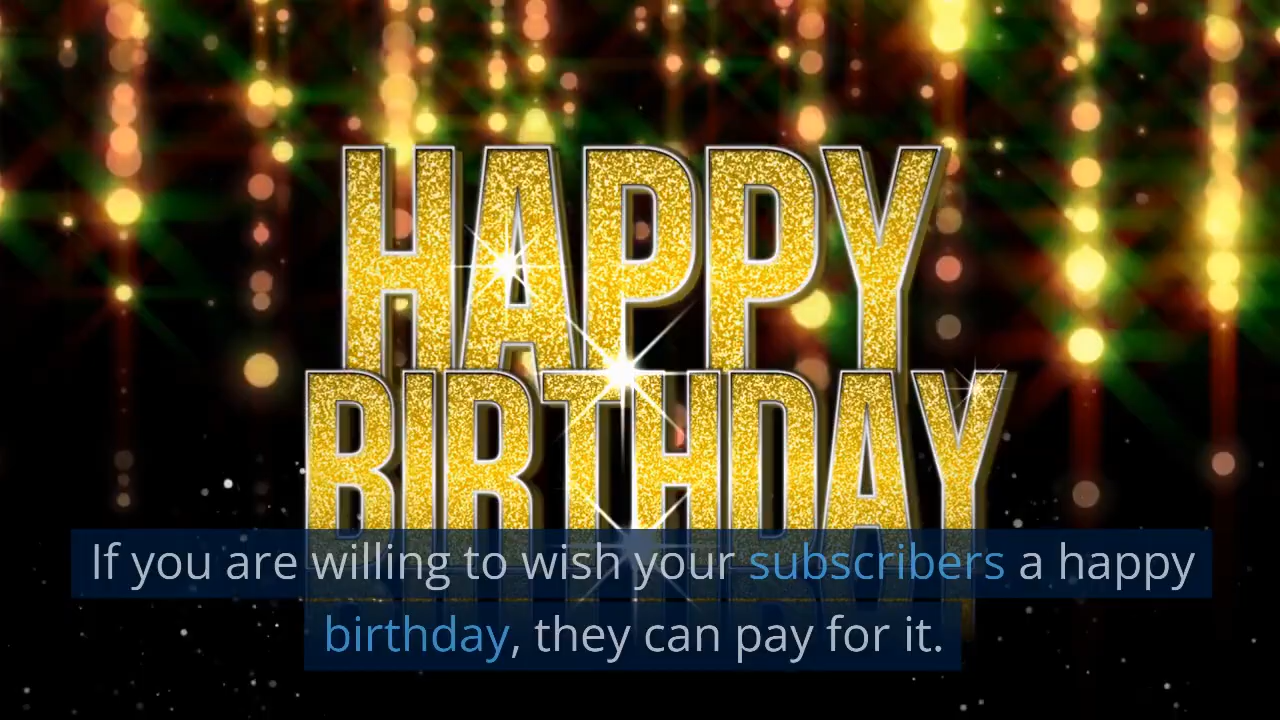 HAPPY
BIRTHDAY
If you are willing to wish your subscribers a happy
birthday, they can pay for it.